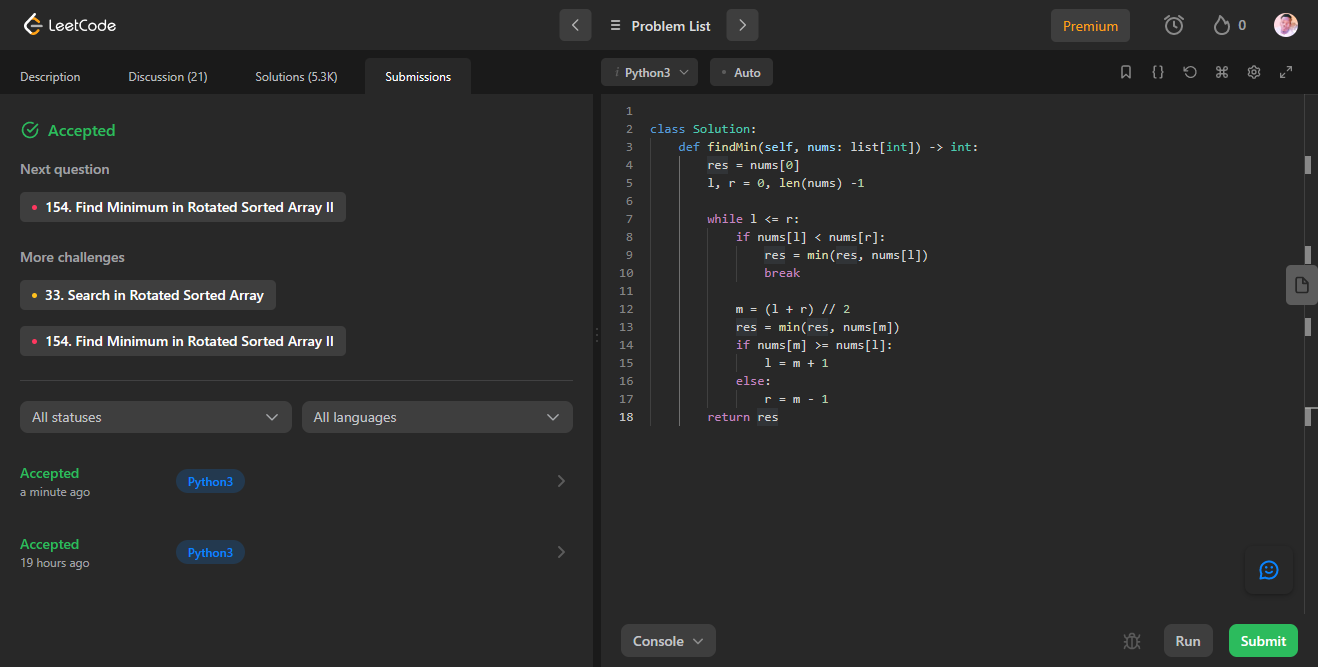 LeetCode
Problem List
Premium
0
Description
Discussion (21)
Solutions (5.3K)
Submissions
Accepted
Next question
154. Find Minimum in Rotated Sorted Array II
More challenges
33. Search in Rotated Sorted Array
154. Find Minimum in Rotated Sorted Array II
All statuses
All languages
Accepted
Python3
a minute ago
Accepted
Python3
19 hours ago
i Python3
Auto
1
2 class Solution:
3     def findMin(self, nums: list[int]) -> int:
4         res = nums[0]
5         l, r = 0, len(nums) -1
6
7         while l <= r:
8             if nums[l] < nums[r]:
9                 res = min(res, nums[l])
10                 break
11
12             m = (l + r) // 2
13             res = min(res, nums[m])
14             if nums[m] >= nums[l]:
15                 l = m + 1
16             else:
17                 r = m - 1
18         return res
Console
Run
Submit